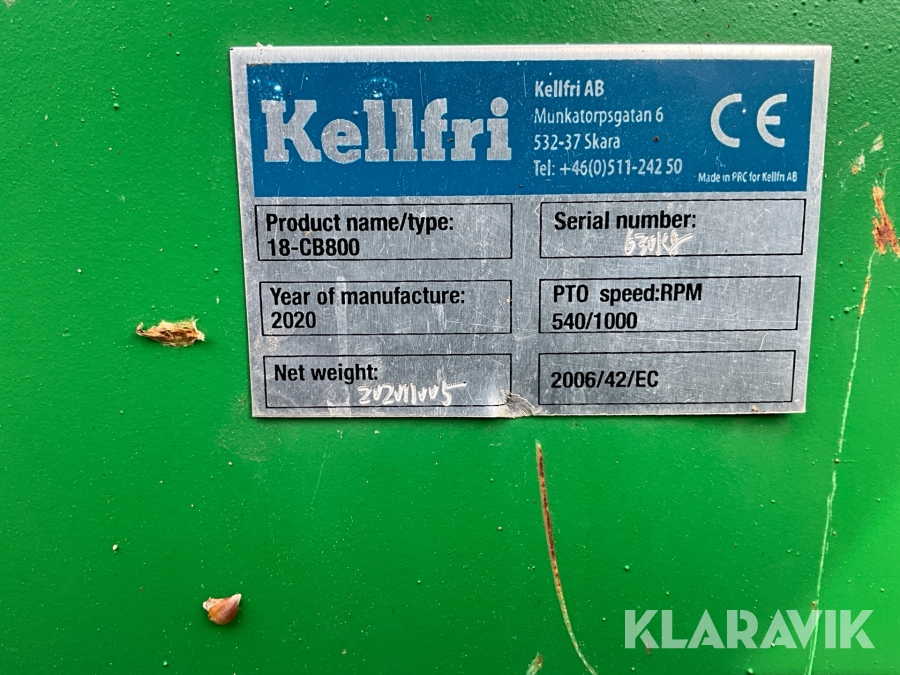 Kellfri
Kellfri AB
Munkatorpsgatan 6
532-37 Skara
Tel: +46(0)511-242 50
CE
Made in PRC for Kellfri AB
Product name/type:
18-CB800
Serial number:
Year of manufacture:
2020
PTO speed:RPM
540/1000
Net weight:
2006/42/EC
KLARAVIK